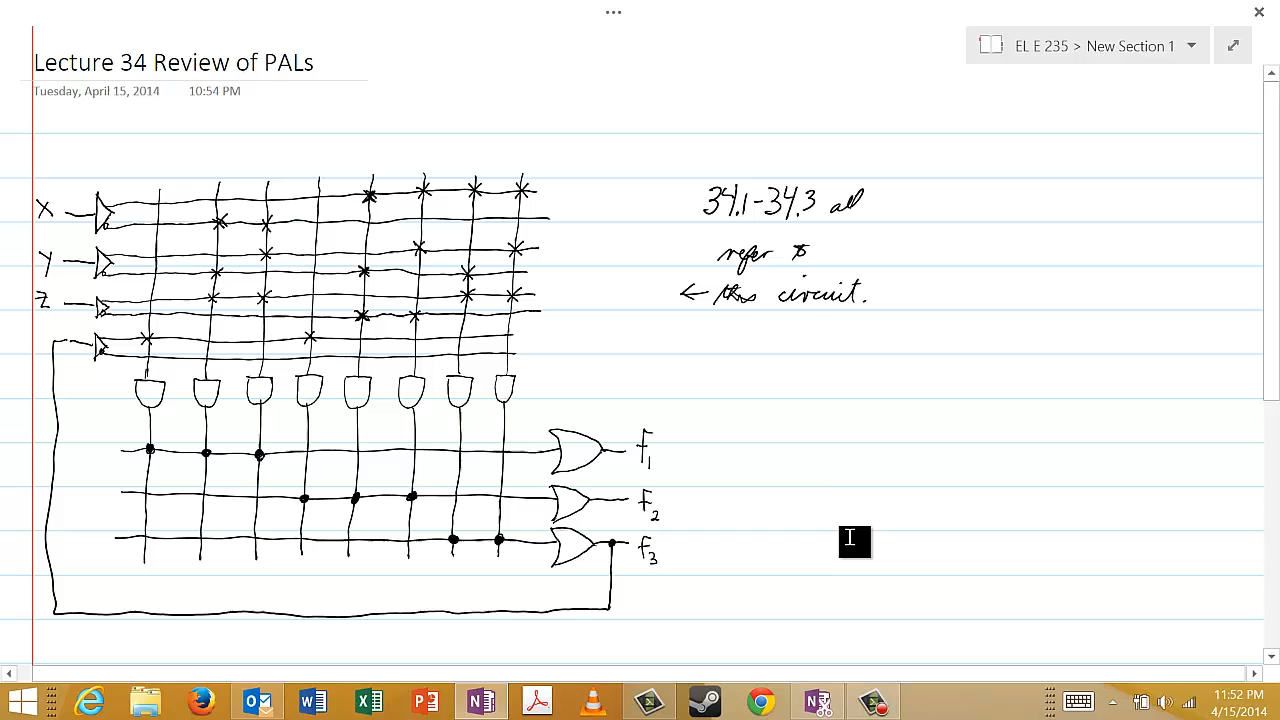 Lecture 34 Review of PALs
EL E 235 > New Section 1
Tuesday, April 15, 2014 10:54 PM
X
Y
Z
34.1-34.3 all
refer to
← this circuit.
f1
f2
f3
11:52 PM
4/15/2014